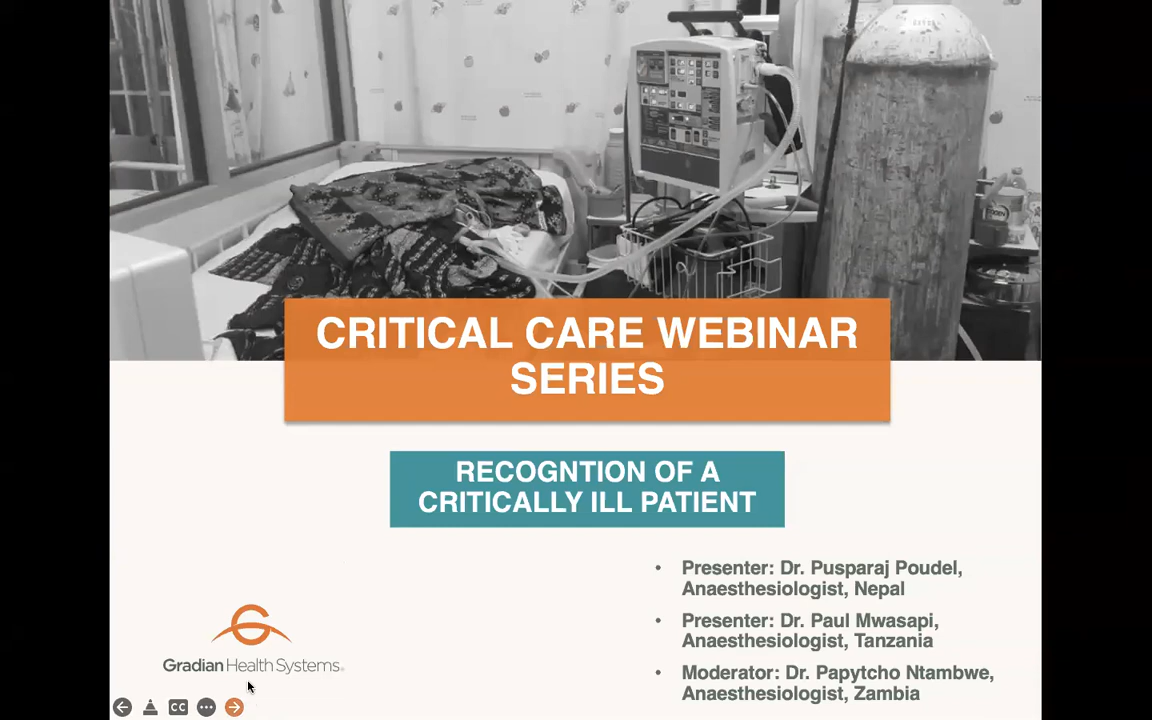 CRITICAL CARE WEBINAR
SERIES
RECOGNTION OF A
CRITICALLY ILL PATIENT
• Presenter: Dr. Pusparaj Poudel,
Anaesthesiologist, Nepal
• Presenter: Dr. Paul Mwasapi,
Anaesthesiologist, Tanzania
• Moderator: Dr. Papytcho Ntambwe,
Anaesthesiologist, Zambia
Gradian Health Systems
CC